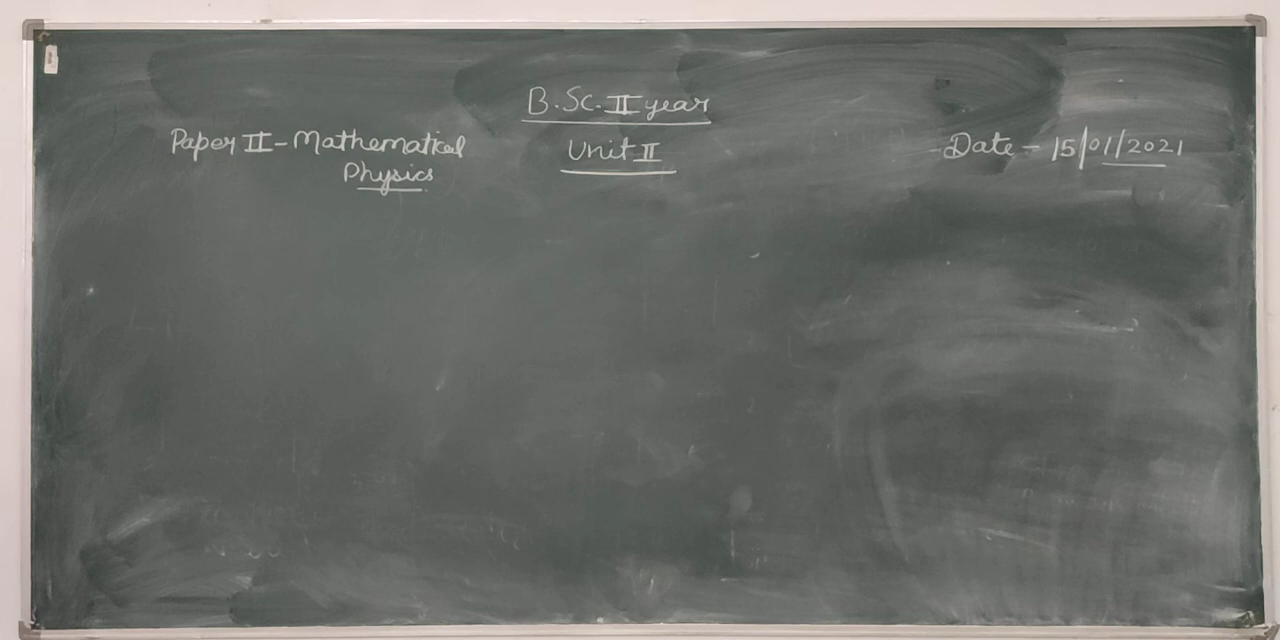 B.Sc. II year
Paper II - Mathematical
Physics
Unit II
Date - 15/01/2021